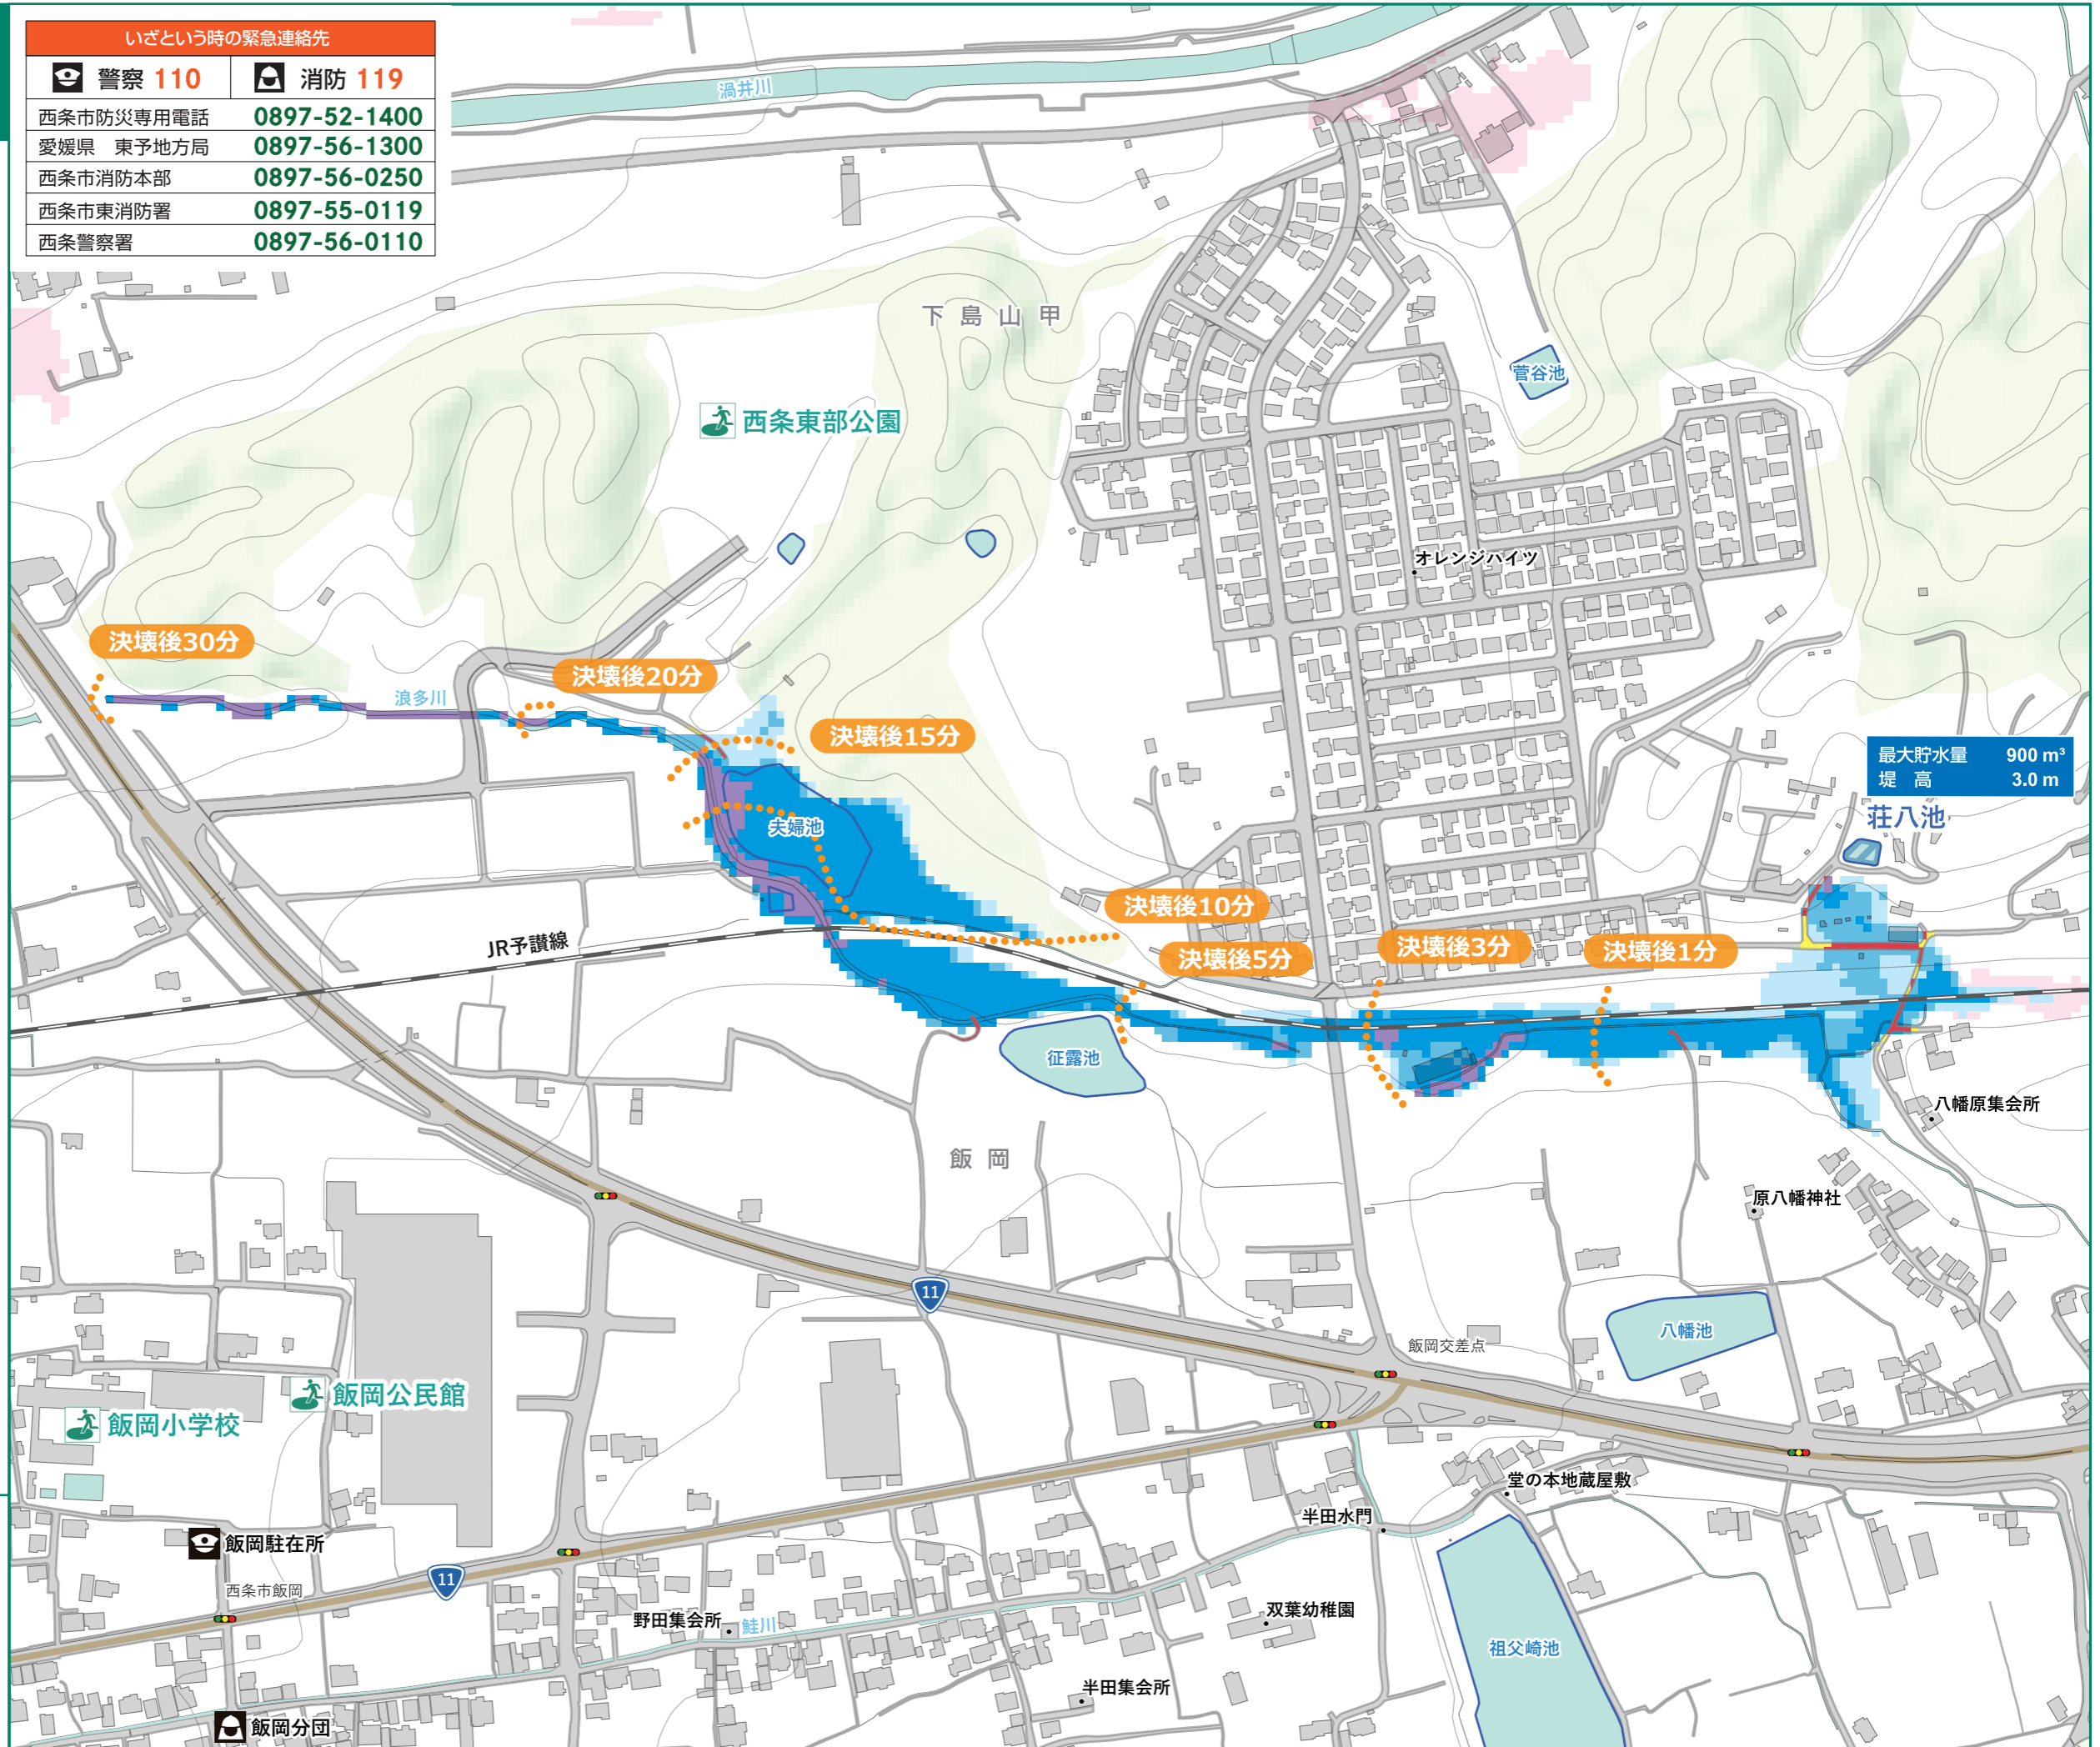 いざという時の緊急連絡先
警察 110
消防 119
西条市防災専用電話 0897-52-1400
愛媛県　東予地方局 0897-56-1300
西条市消防本部 0897-56-0250
西条市東消防署 0897-55-0119
西条警察署 0897-56-0110
渦井川
下島山甲
菅谷池
西条東部公園
オレンジハイツ
決壊後30分
決壊後20分
浪多川
決壊後15分
最大貯水量 900 m³
堤　高 3.0 m
荘八池
夫婦池
決壊後10分
決壊後5分
決壊後3分
決壊後1分
JR予讃線
征露池
八幡原集会所
飯岡
原八幡神社
11
八幡池
飯岡交差点
飯岡公民館
飯岡小学校
堂の本地蔵屋敷
半田水門
飯岡駐在所
11
西条市飯岡
野田集会所
鮭川
双葉幼稚園
祖父崎池
半田集会所
飯岡分団